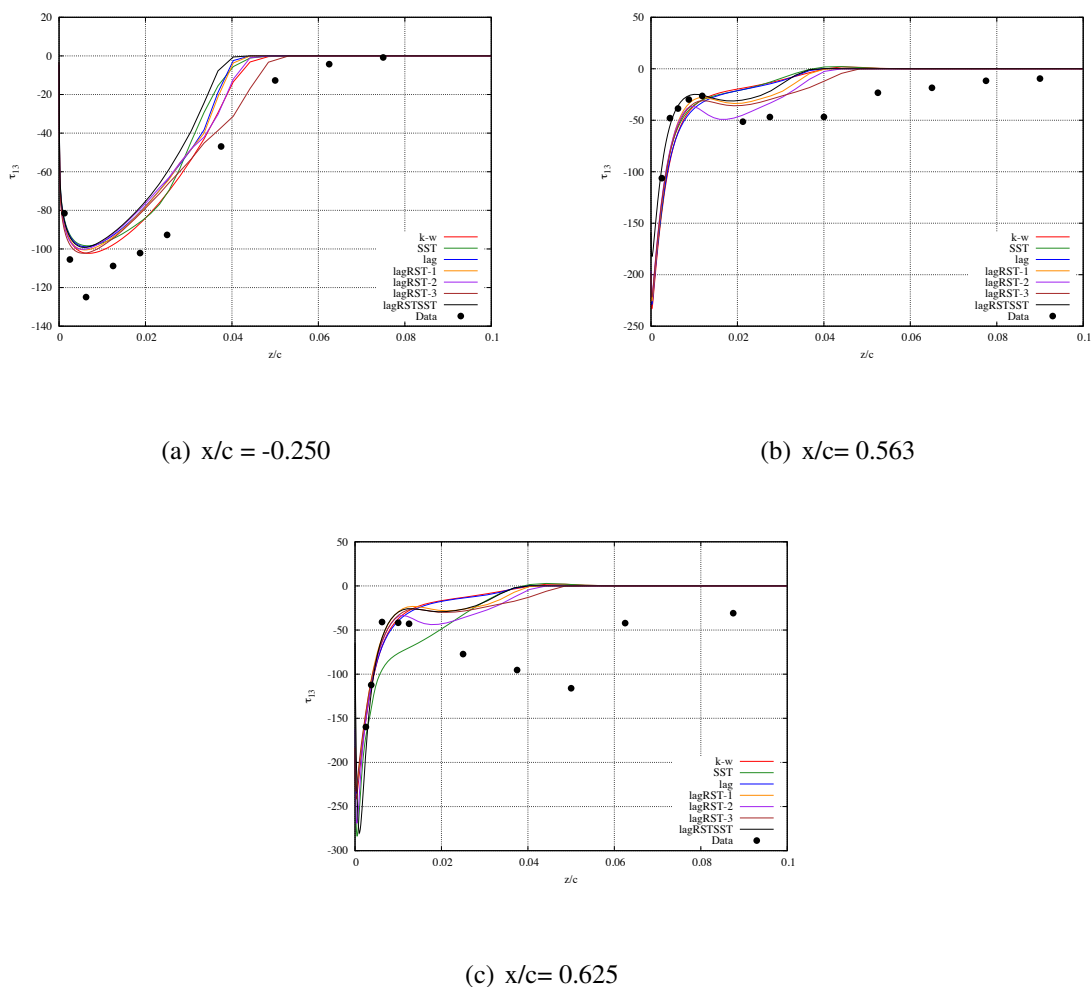 20
0
-20
-40
-60
-80
-100
-120
-140
τ13
0
0.02
0.04
0.06
0.08
0.1
z/c
k-w
SST
lag
lagRST-1
lagRST-2
lagRST-3
lagRSTSST
Data
(a) x/c = -0.250
50
0
-50
-100
-150
-200
-250
τ13
0
0.02
0.04
0.06
0.08
0.1
z/c
k-w
SST
lag
lagRST-1
lagRST-2
lagRST-3
lagRSTSST
Data
(b) x/c= 0.563
50
0
-50
-100
-150
-200
-250
-300
τ13
0
0.02
0.04
0.06
0.08
0.1
z/c
k-w
SST
lag
lagRST-1
lagRST-2
lagRST-3
lagRSTSST
Data
(c) x/c= 0.625